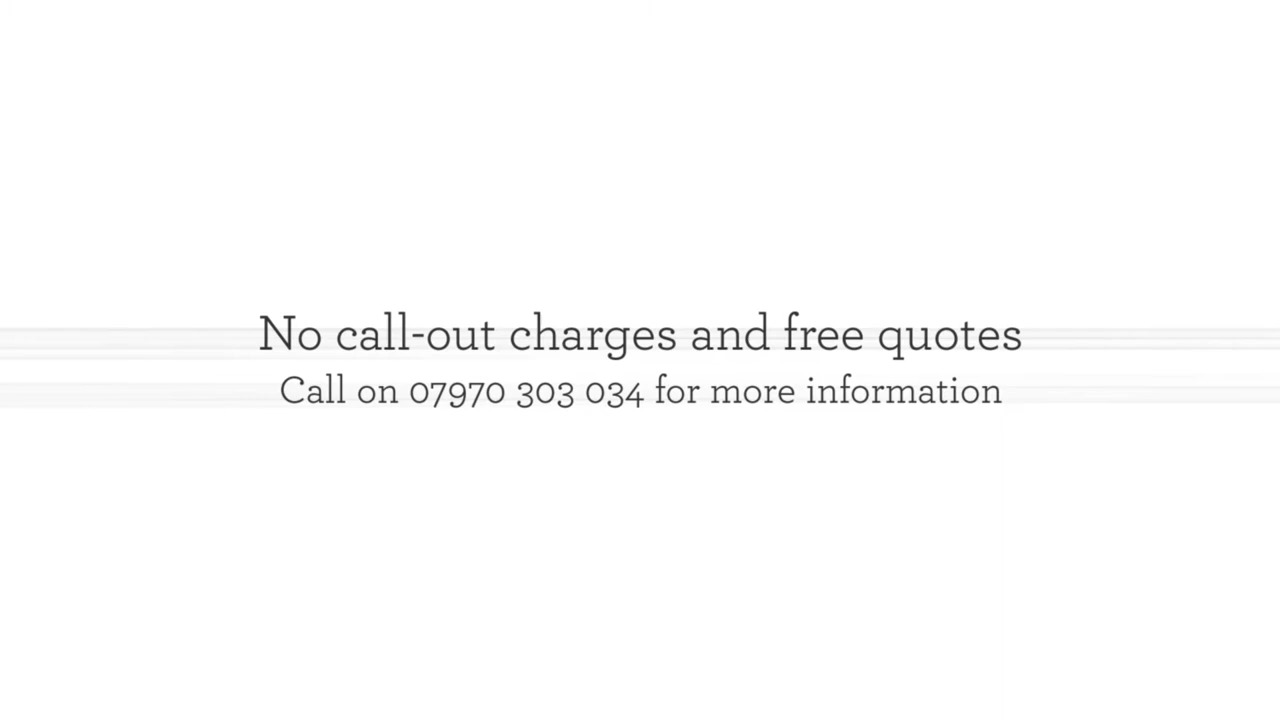 No call-out charges and free quotes
Call on 07970 303 034 for more information